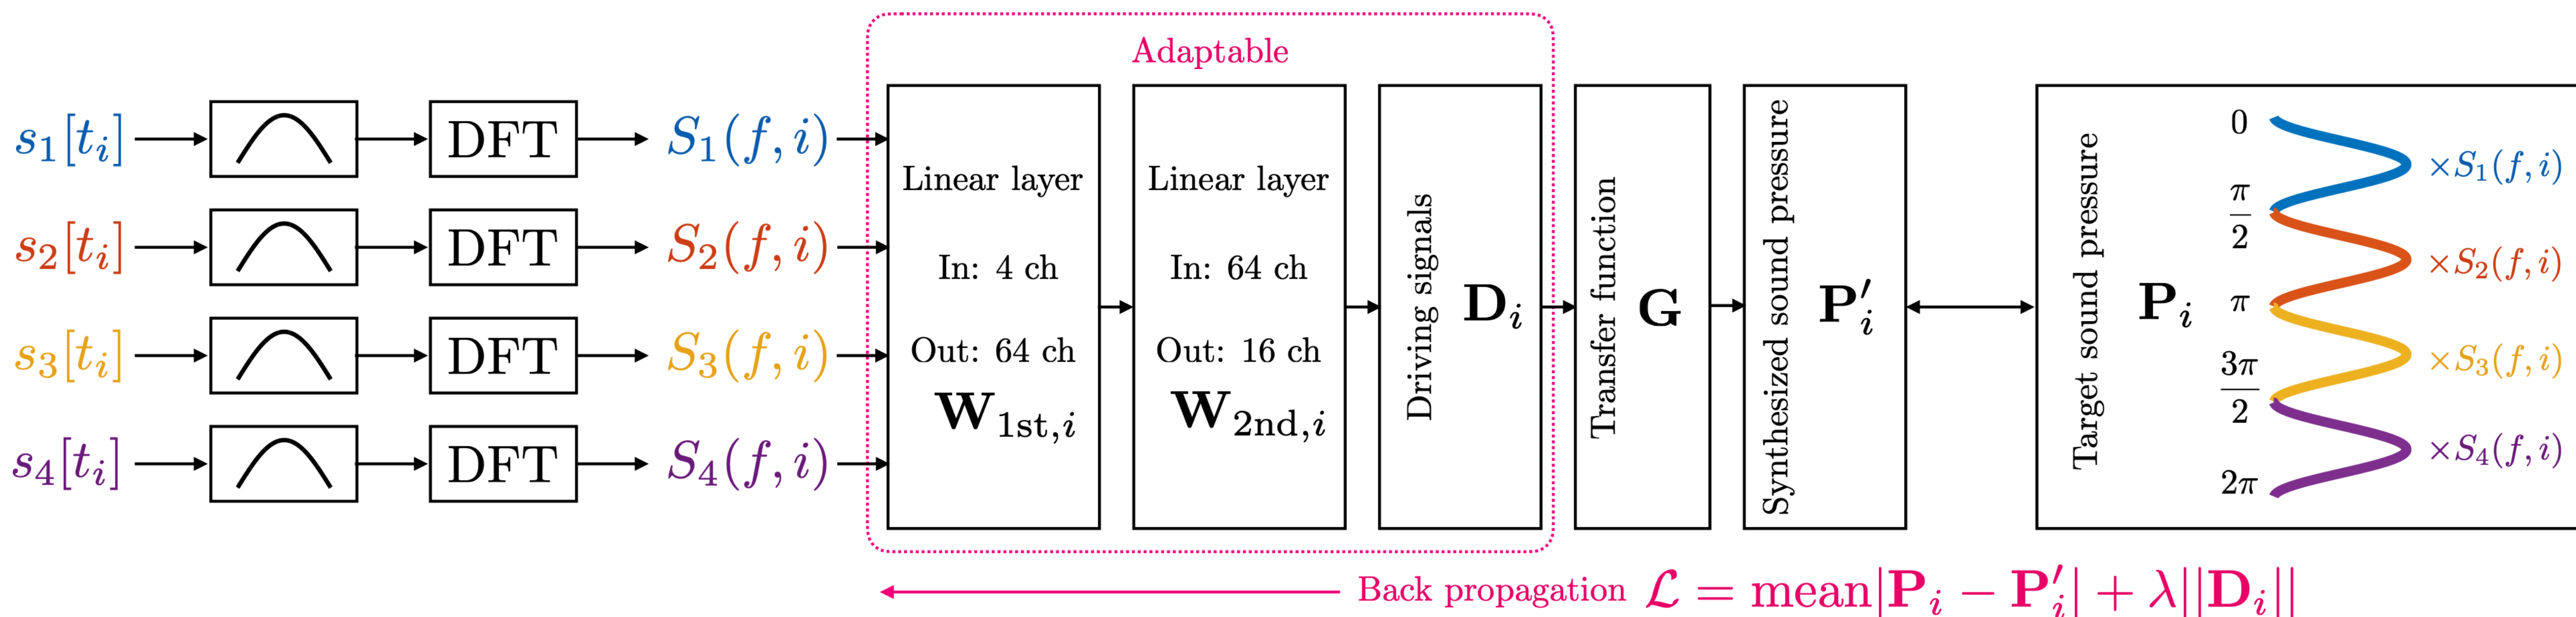 Adaptable
s₁[tᵢ]
DFT
S₁(f, i)
s₂[tᵢ]
DFT
S₂(f, i)
s₃[tᵢ]
DFT
S₃(f, i)
s₄[tᵢ]
DFT
S₄(f, i)
Linear layer
In: 4 ch
Out: 64 ch
W₁ₛₜ,ᵢ
Linear layer
In: 64 ch
Out: 16 ch
W₂ₙd,ᵢ
Driving signals
Dᵢ
Transfer function
G
Synthesized sound pressure
P′ᵢ
Target sound pressure
Pᵢ
0
π/2
π
3π/2
2π
×S₁(f, i)
×S₂(f, i)
×S₃(f, i)
×S₄(f, i)
Back propagation ℒ = mean|Pᵢ − P′ᵢ| + λ||Dᵢ||